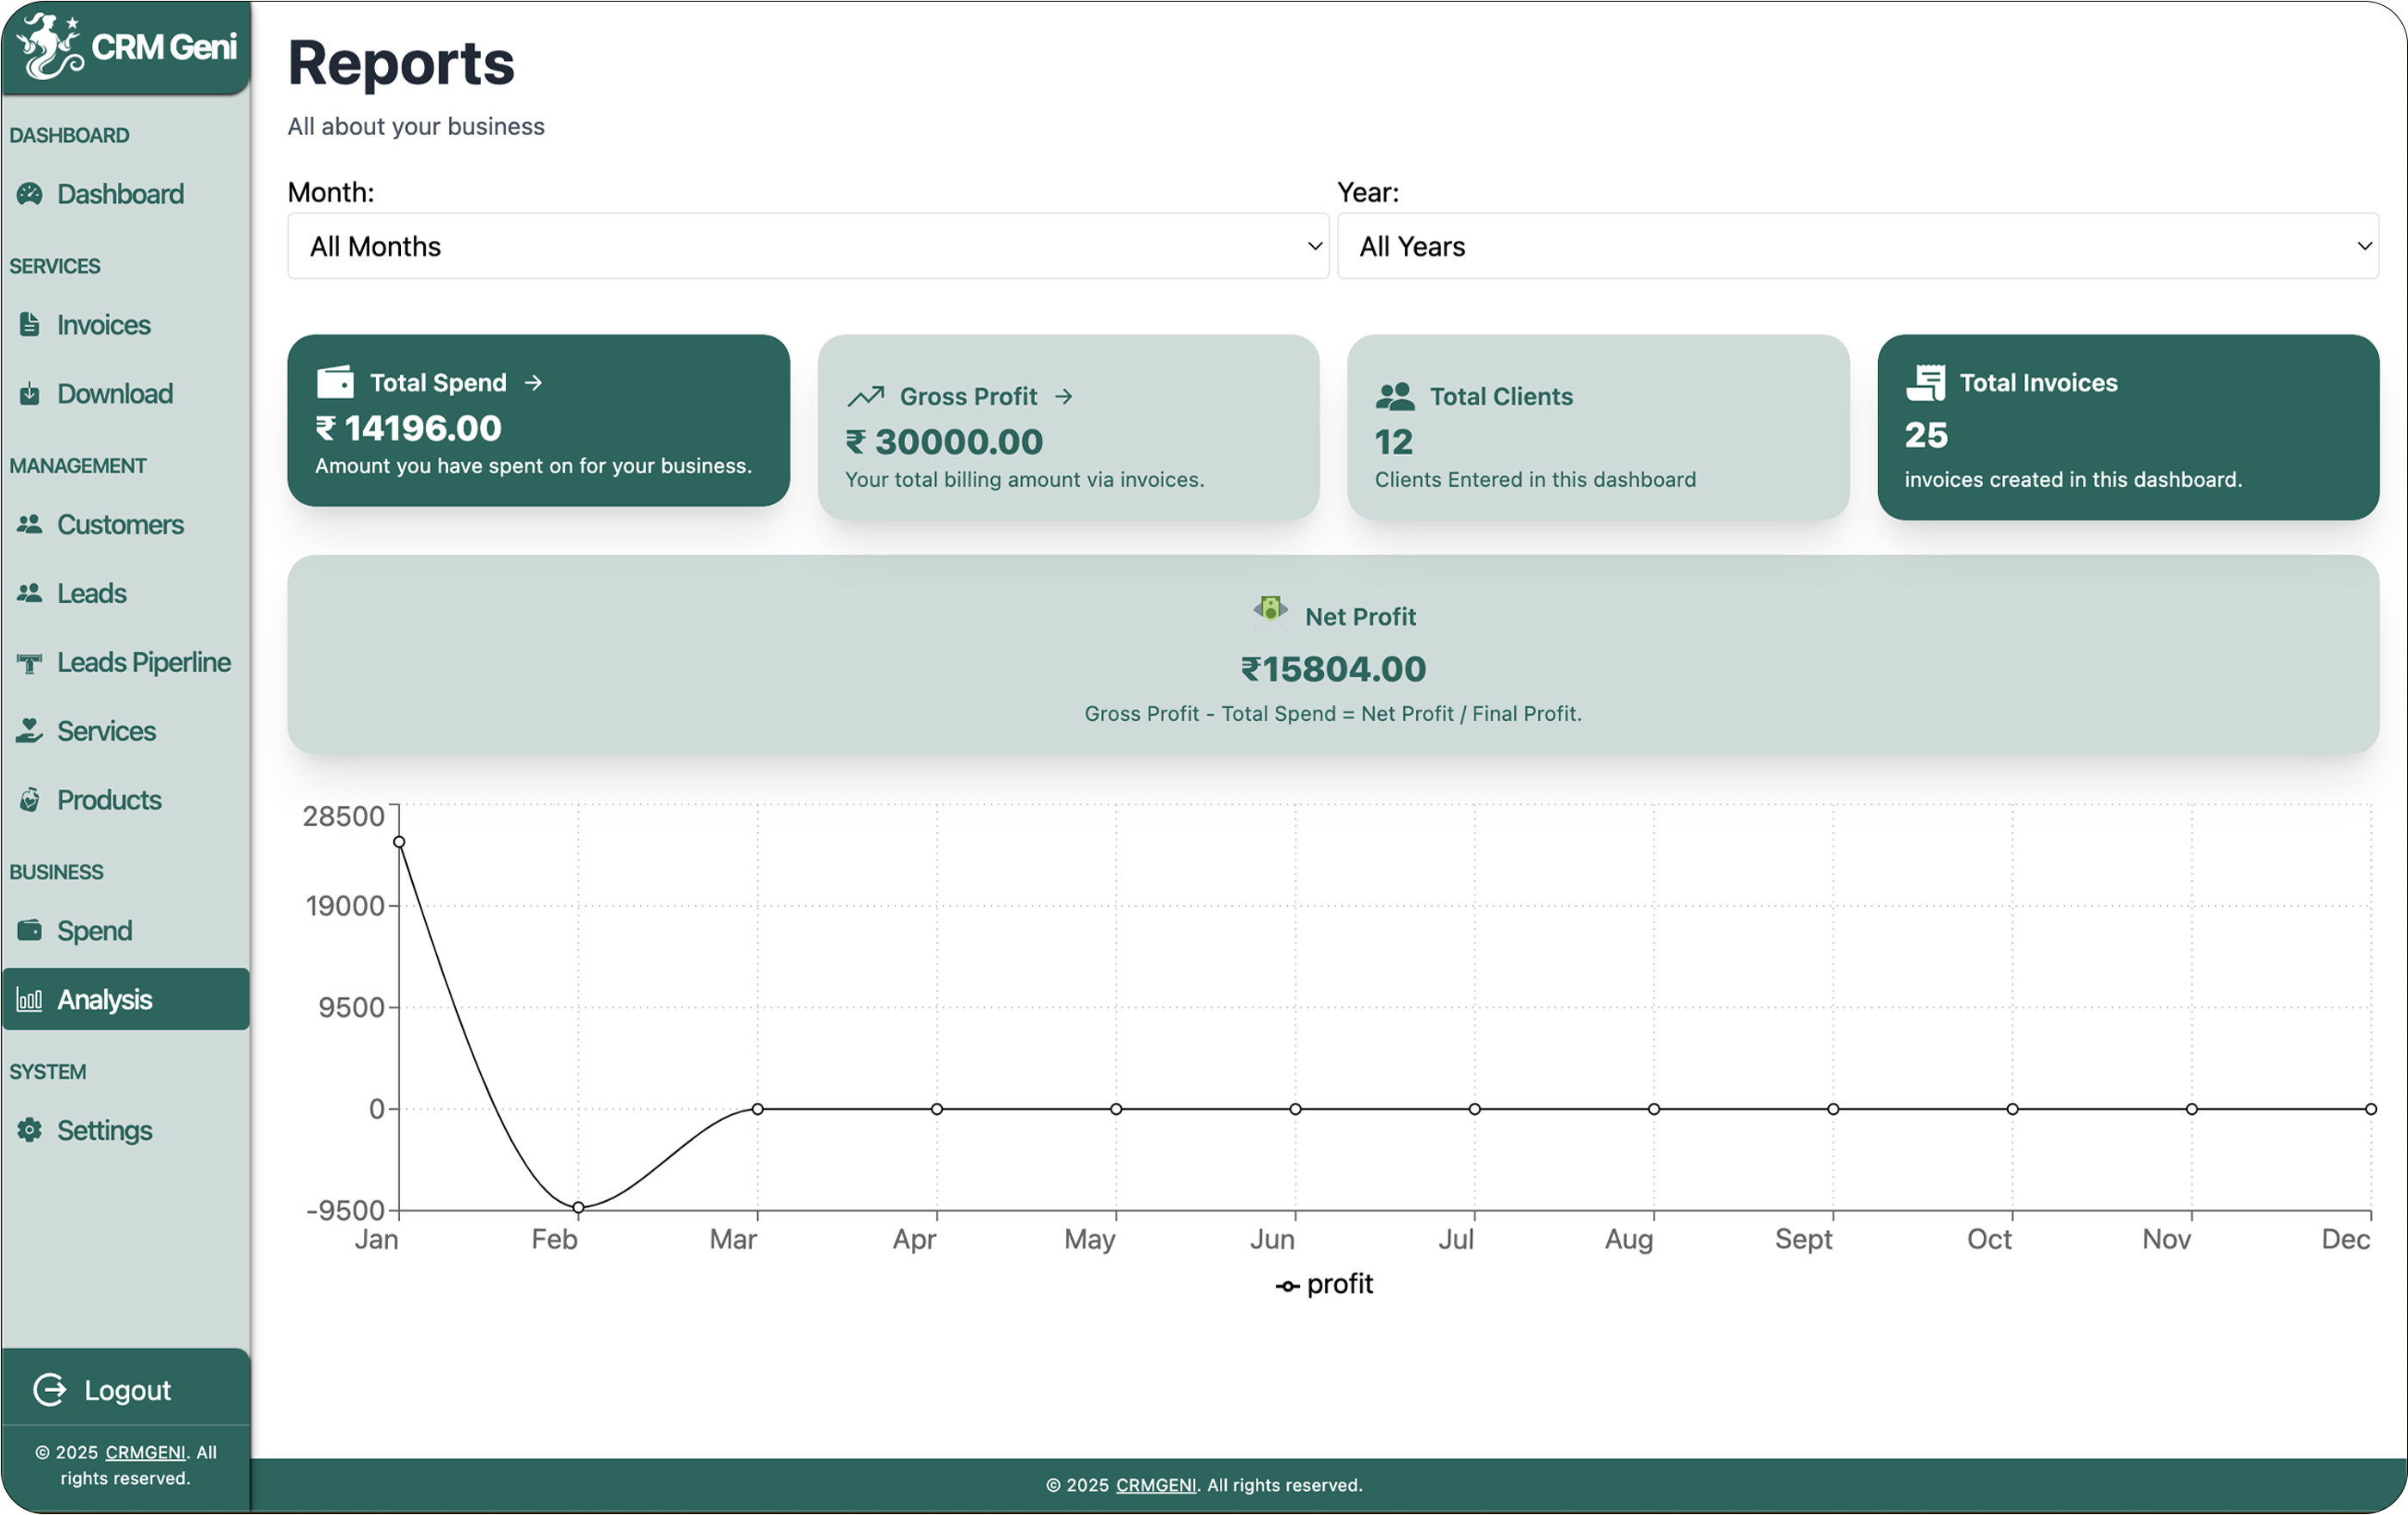 CRM Geni
DASHBOARD
Dashboard
SERVICES
Invoices
Download
MANAGEMENT
Customers
Leads
Leads Piperline
Services
Products
BUSINESS
Spend
Analysis
SYSTEM
Settings
Logout
© 2025 CRMGENI. All
rights reserved.
Reports
All about your business
Month:
All Months
Year:
All Years
Total Spend →
₹ 14196.00
Amount you have spent on for your business.
Gross Profit →
₹ 30000.00
Your total billing amount via invoices.
Total Clients
12
Clients Entered in this dashboard
Total Invoices
25
invoices created in this dashboard.
Net Profit
₹15804.00
Gross Profit - Total Spend = Net Profit / Final Profit.
28500
19000
9500
0
-9500
Jan Feb Mar Apr May Jun Jul Aug Sept Oct Nov Dec
profit
© 2025 CRMGENI. All rights reserved.